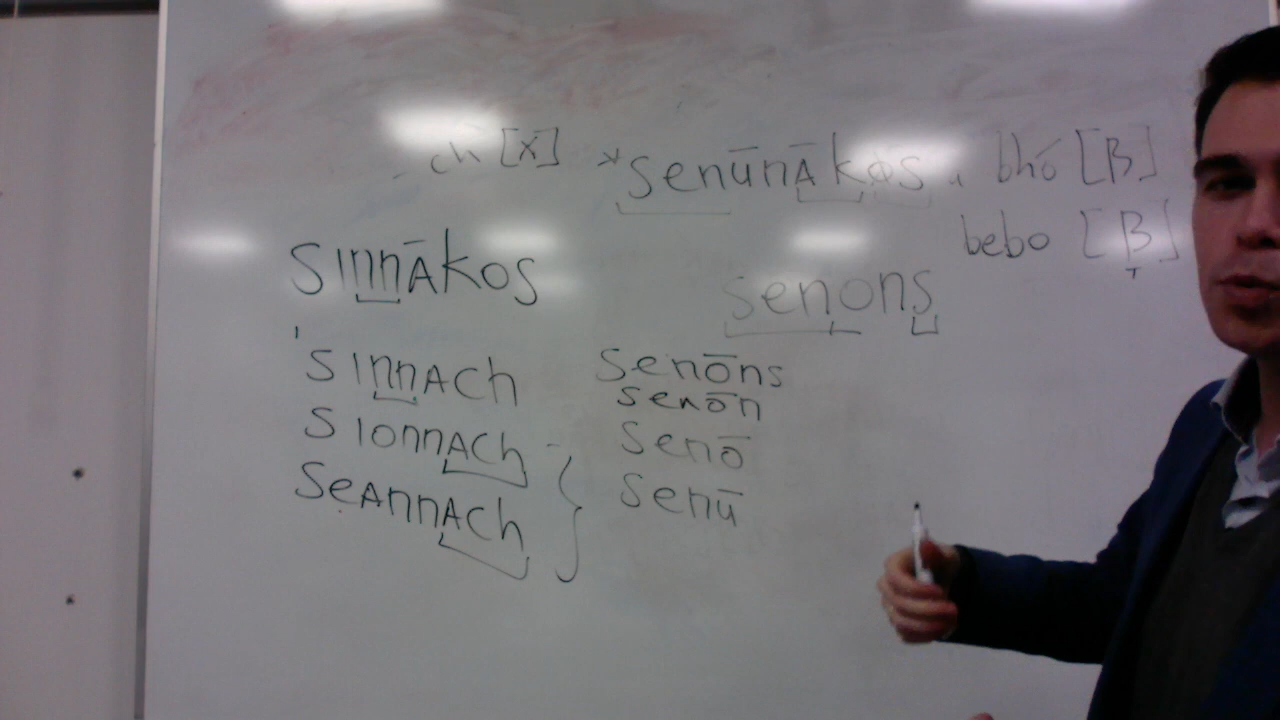 ch [x] *senūnākos, bhó [β]
bebo [β]
sinnākos
senons
sinnach
senōns
senōn
sionnach
senō
seannach
senū